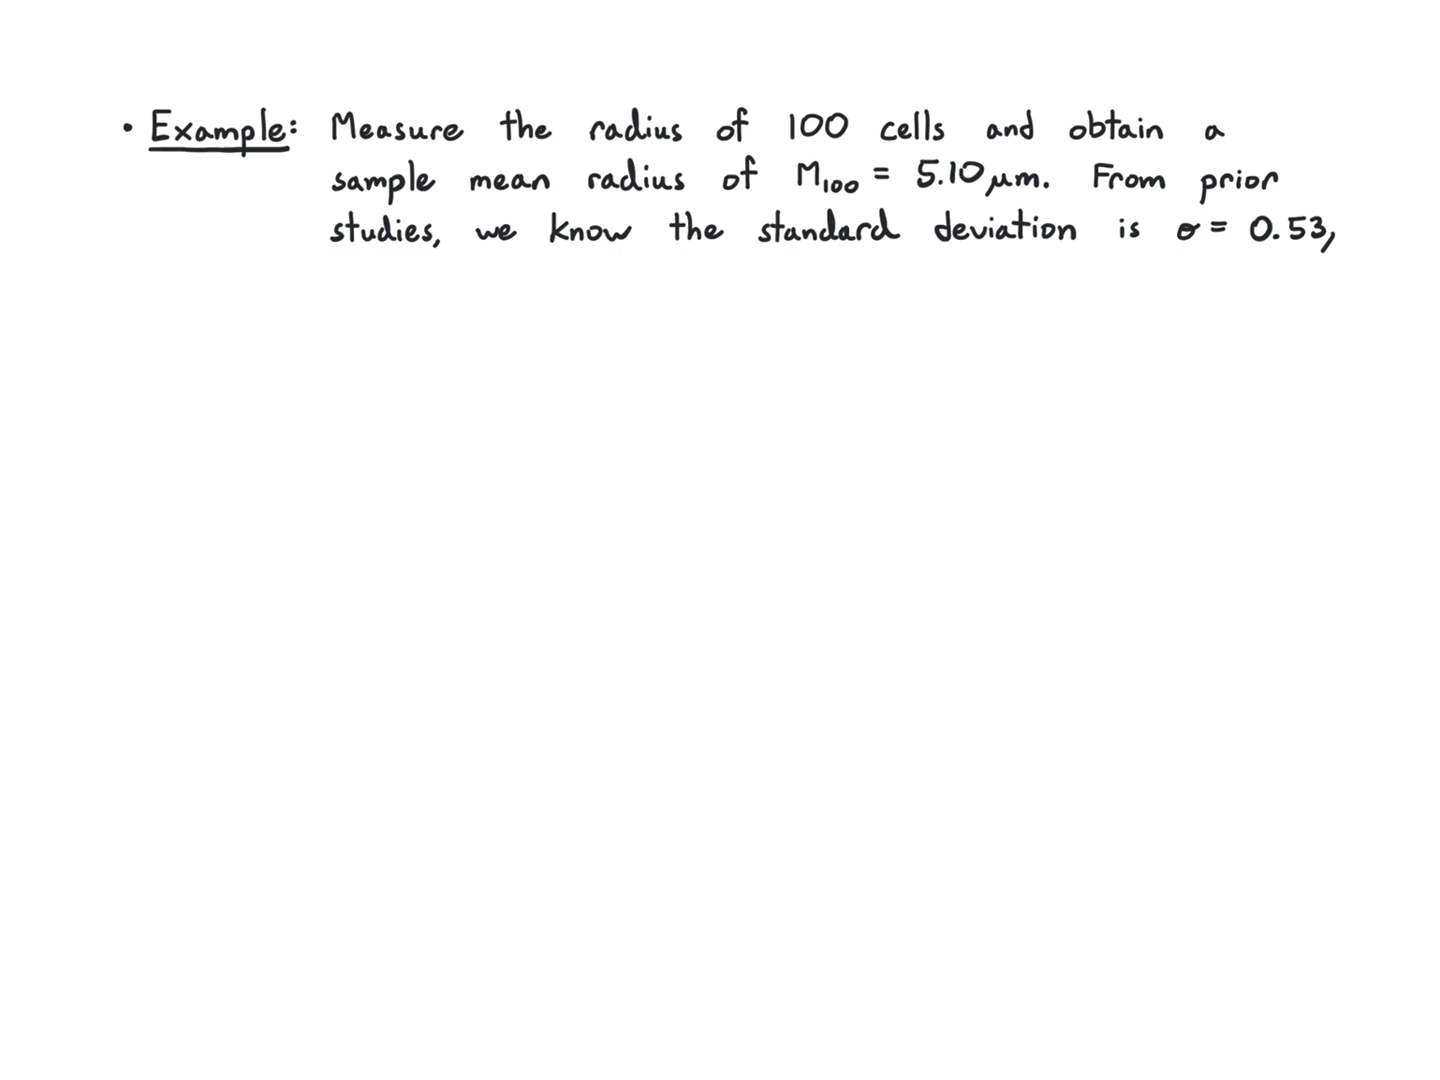 • Example: Measure the radius of 100 cells and obtain a
sample mean radius of M₁₀₀ = 5.10 μm. From prior
studies, we know the standard deviation is σ = 0.53,